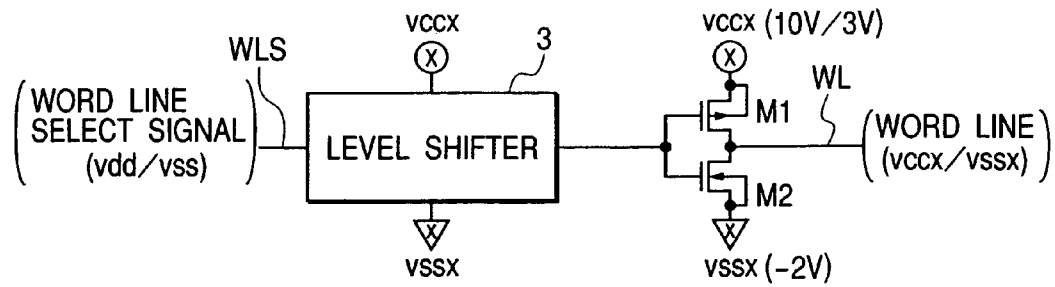 vccx
3
vccx (10V/3V)
WLS
X
X
WL
(WORD LINE
SELECT SIGNAL)
(vdd/vss)
LEVEL SHIFTER
M1
(WORD LINE)
(vccx/vssx)
M2
X
X
vssx
vssx (-2V)